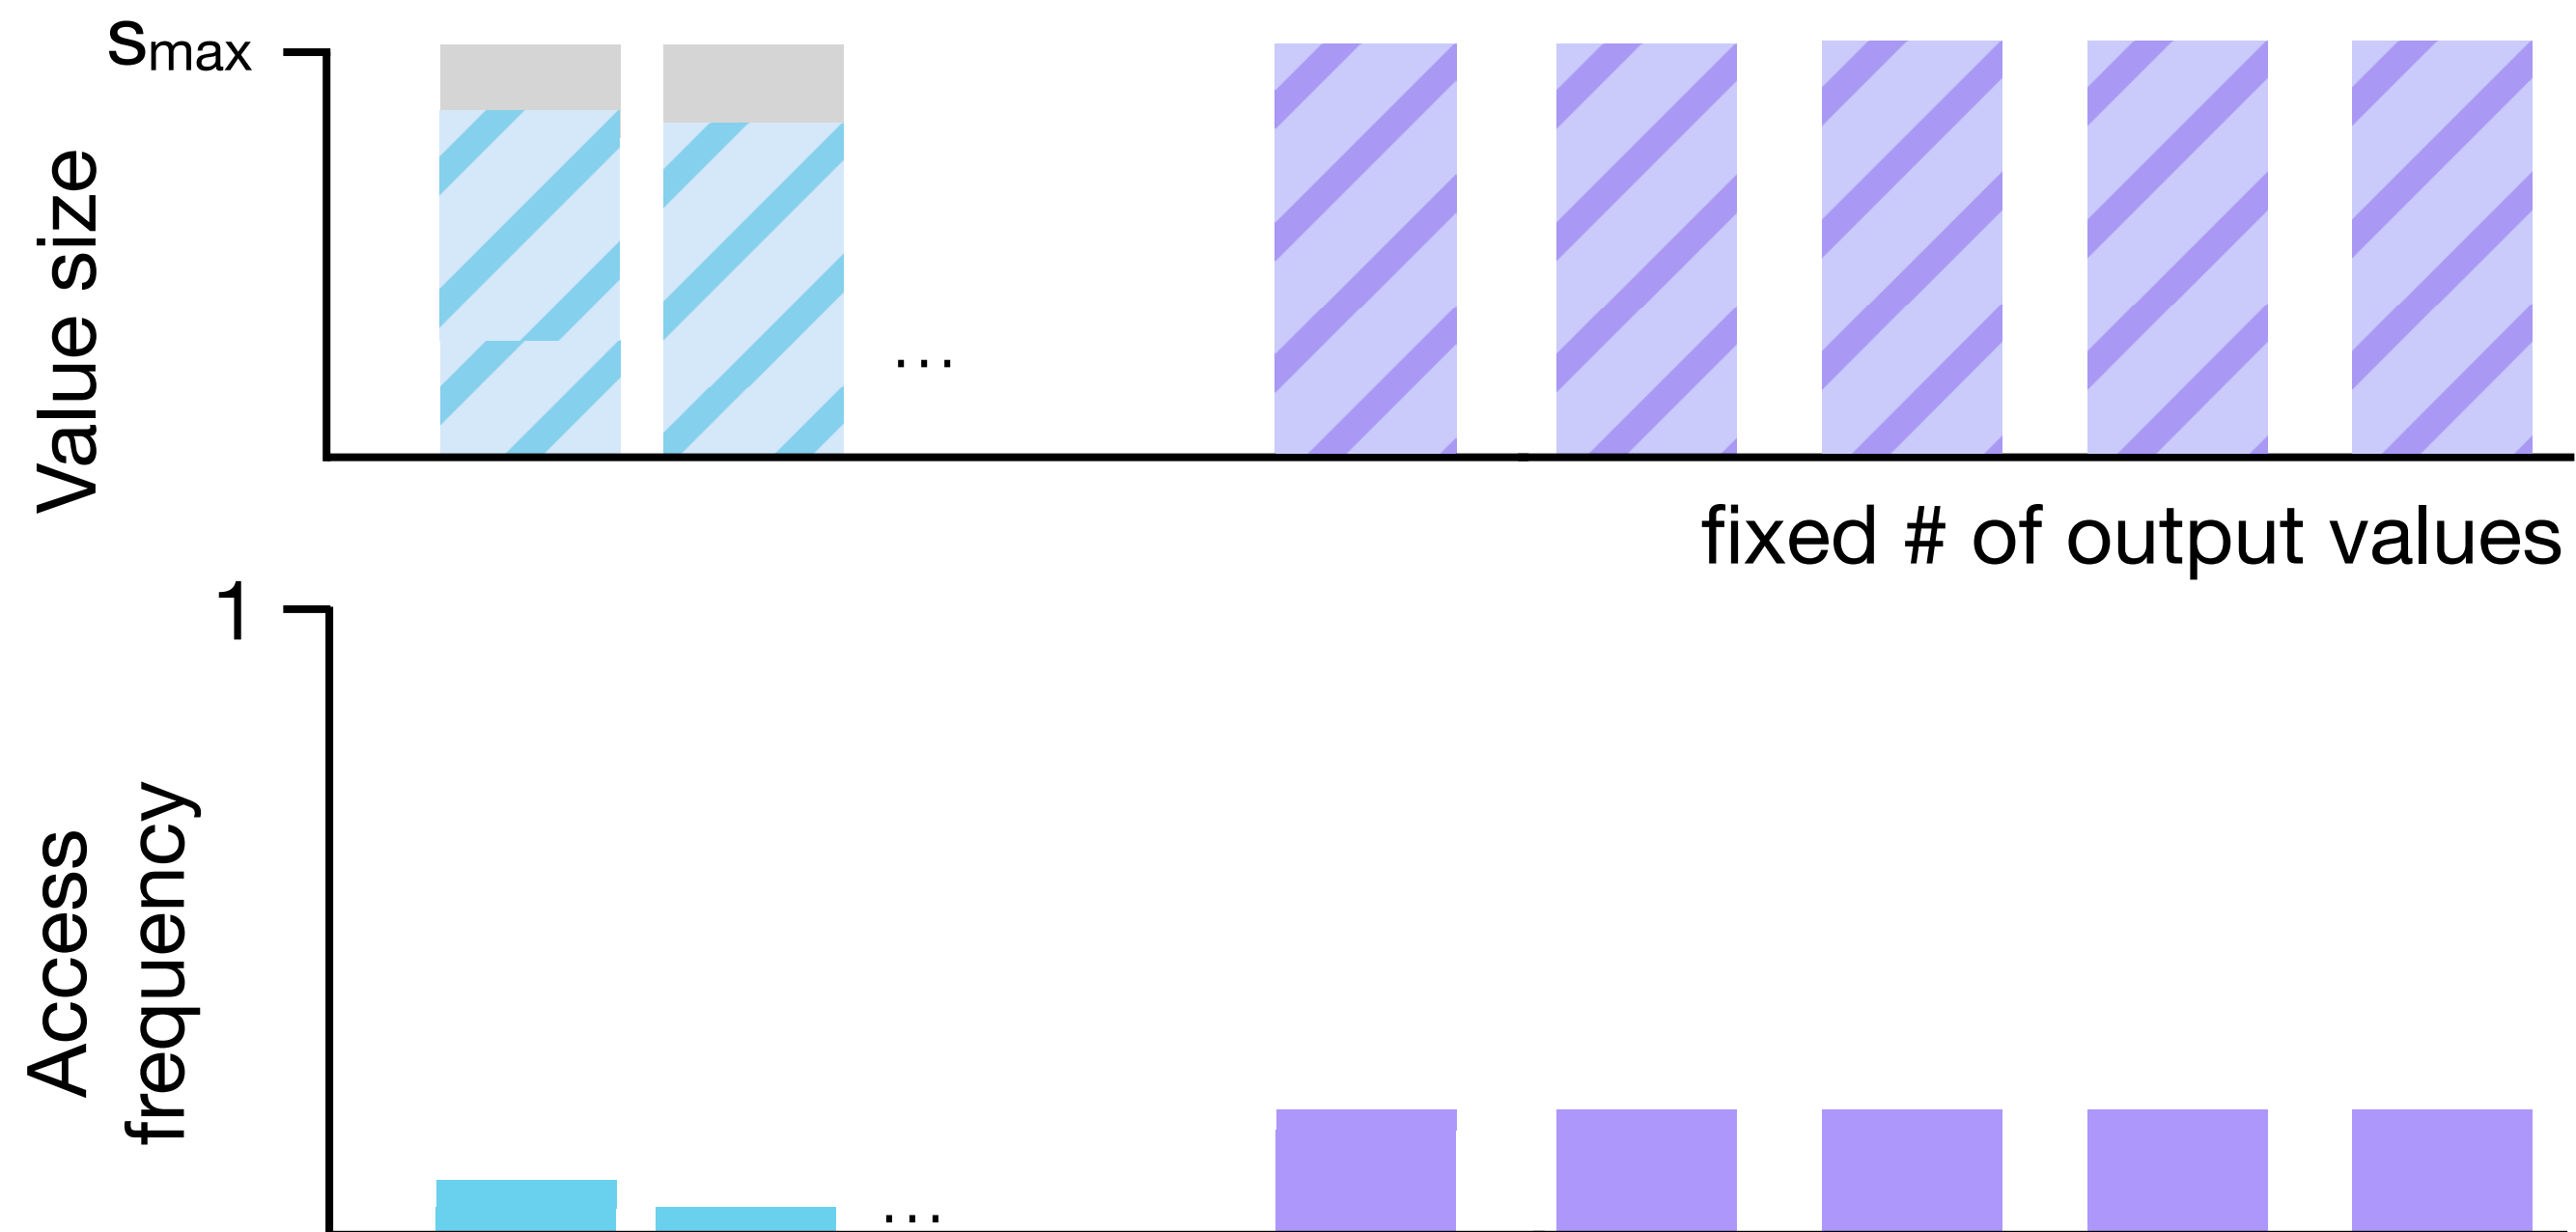 smax
Value size
...
fixed # of output values
1
Access
frequency
...